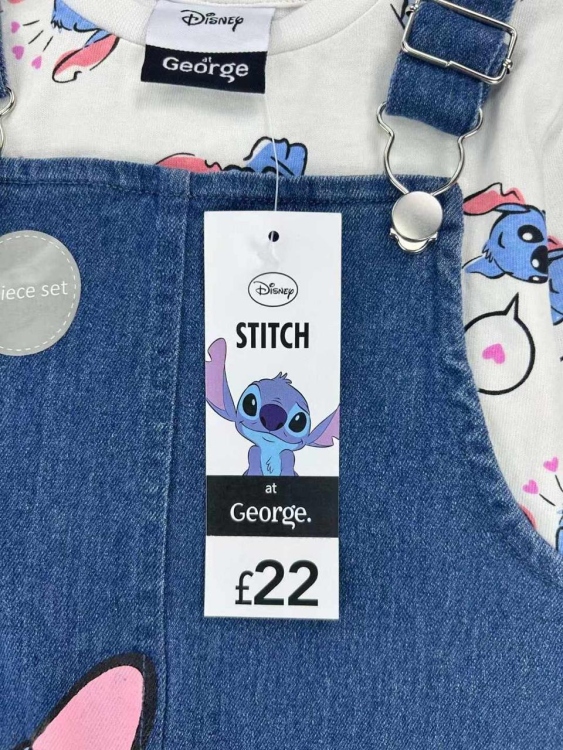 Disney
at
George
iece set
Disney
STITCH
at
George.
£22